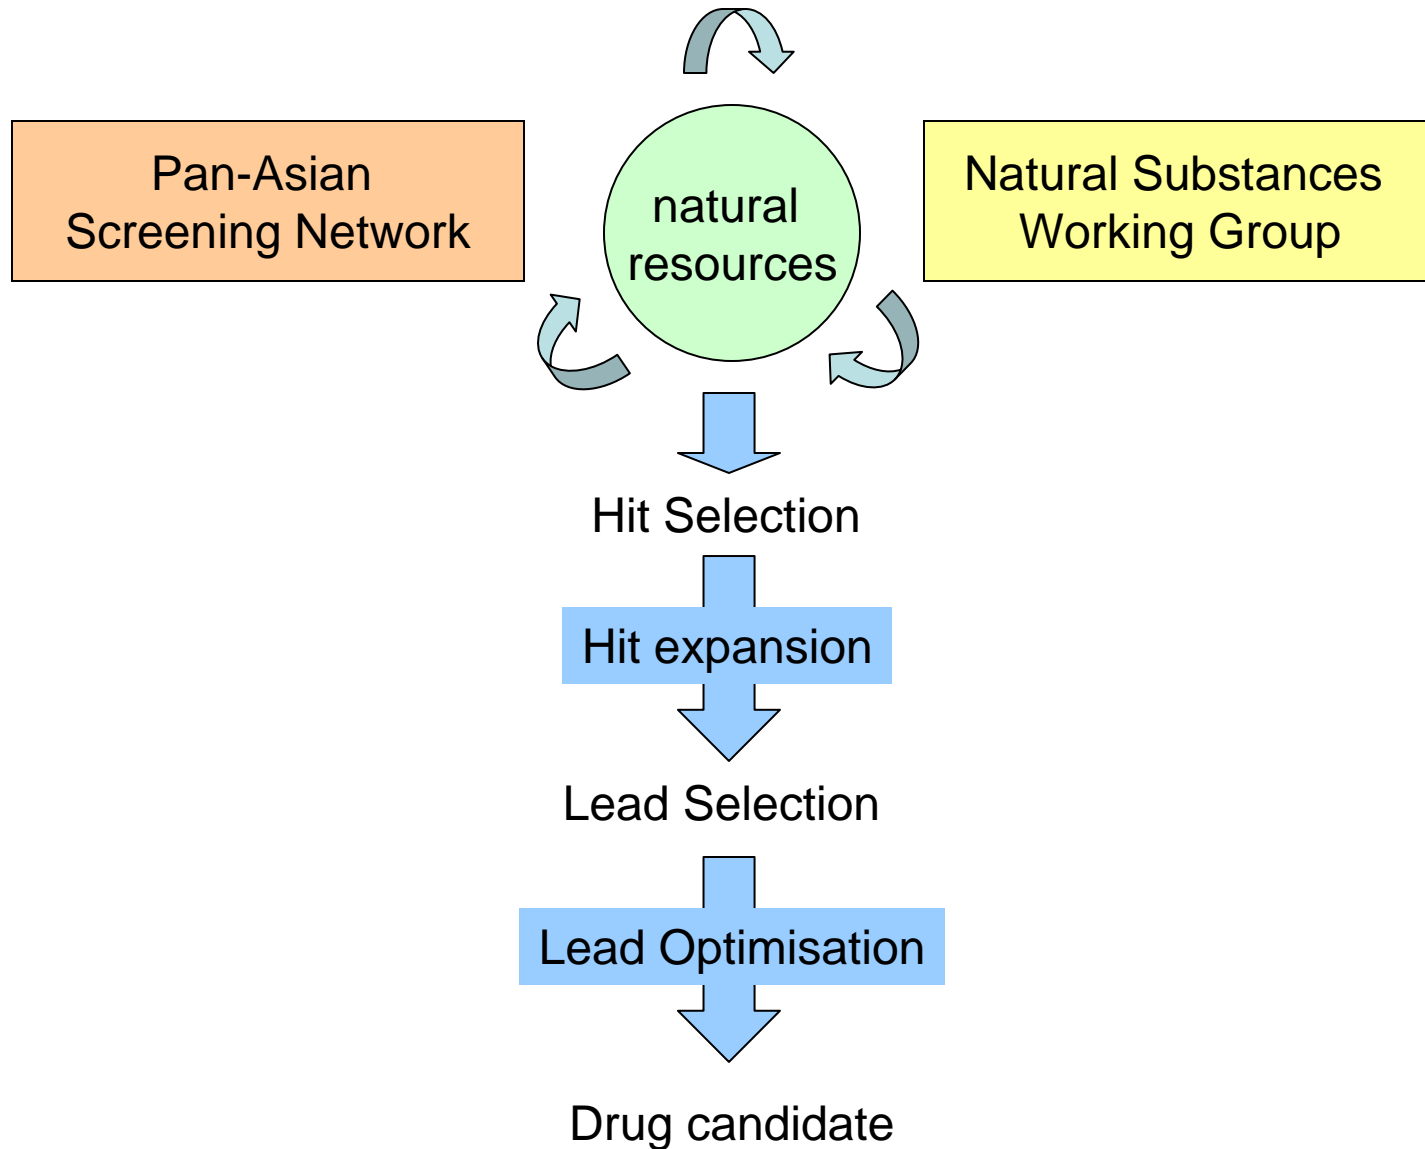 Pan-Asian
Screening Network
natural
resources
Natural Substances
Working Group
Hit Selection
Hit expansion
Lead Selection
Lead Optimisation
Drug candidate